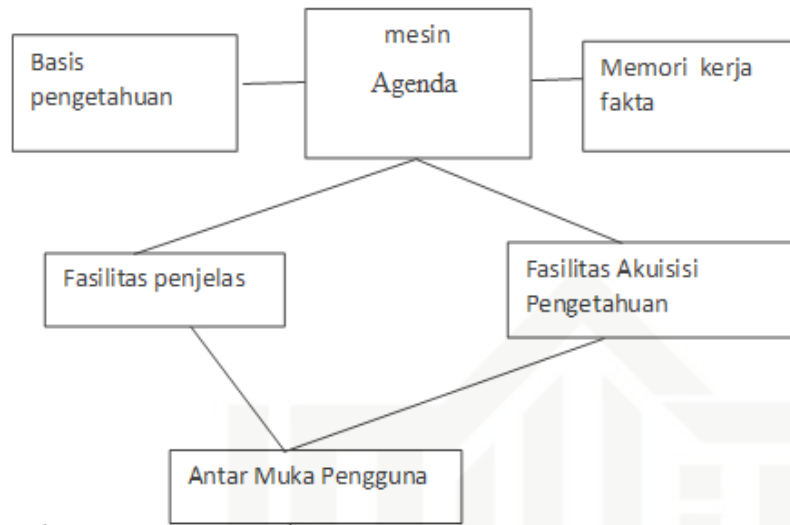 mesin
Agenda
Basis
pengetahuan
Memori kerja
fakta
Fasilitas penjelas
Fasilitas Akuisisi
Pengetahuan
Antar Muka Pengguna